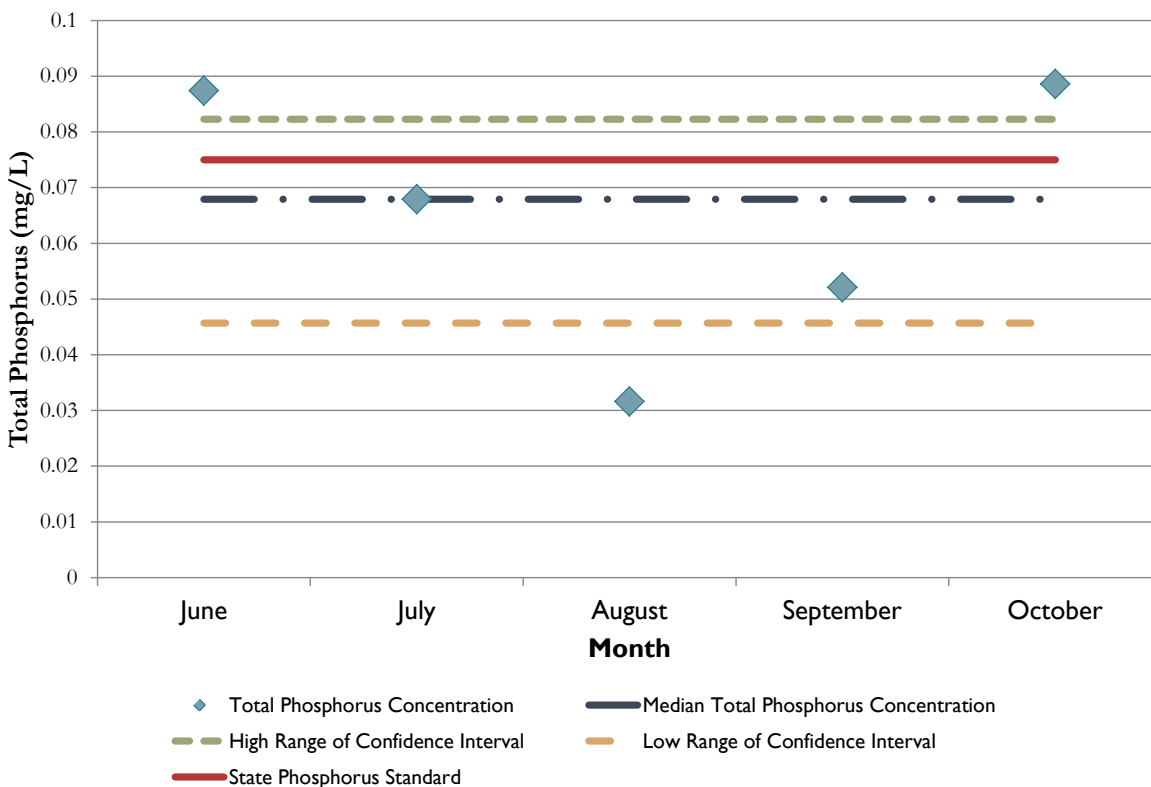 0.1
0.09
0.08
0.07
0.06
0.05
0.04
0.03
0.02
0.01
0
Total Phosphorus (mg/L)
June July August September October
Month
Total Phosphorus Concentration Median Total Phosphorus Concentration
High Range of Confidence Interval Low Range of Confidence Interval
State Phosphorus Standard